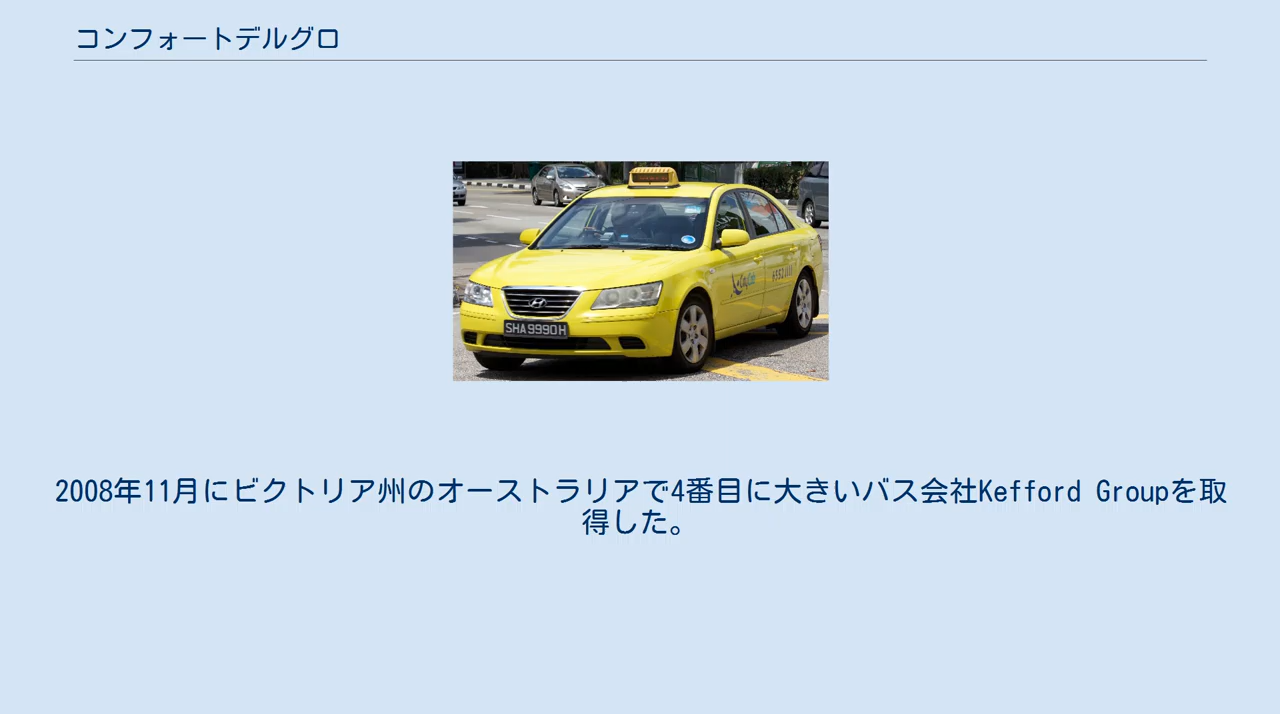 コンフォートデルグロ
SHA9990H
CityCab
6552 1111
2008年11月にビクトリア州のオーストラリアで4番目に大きいバス会社Kefford Groupを取
得した。